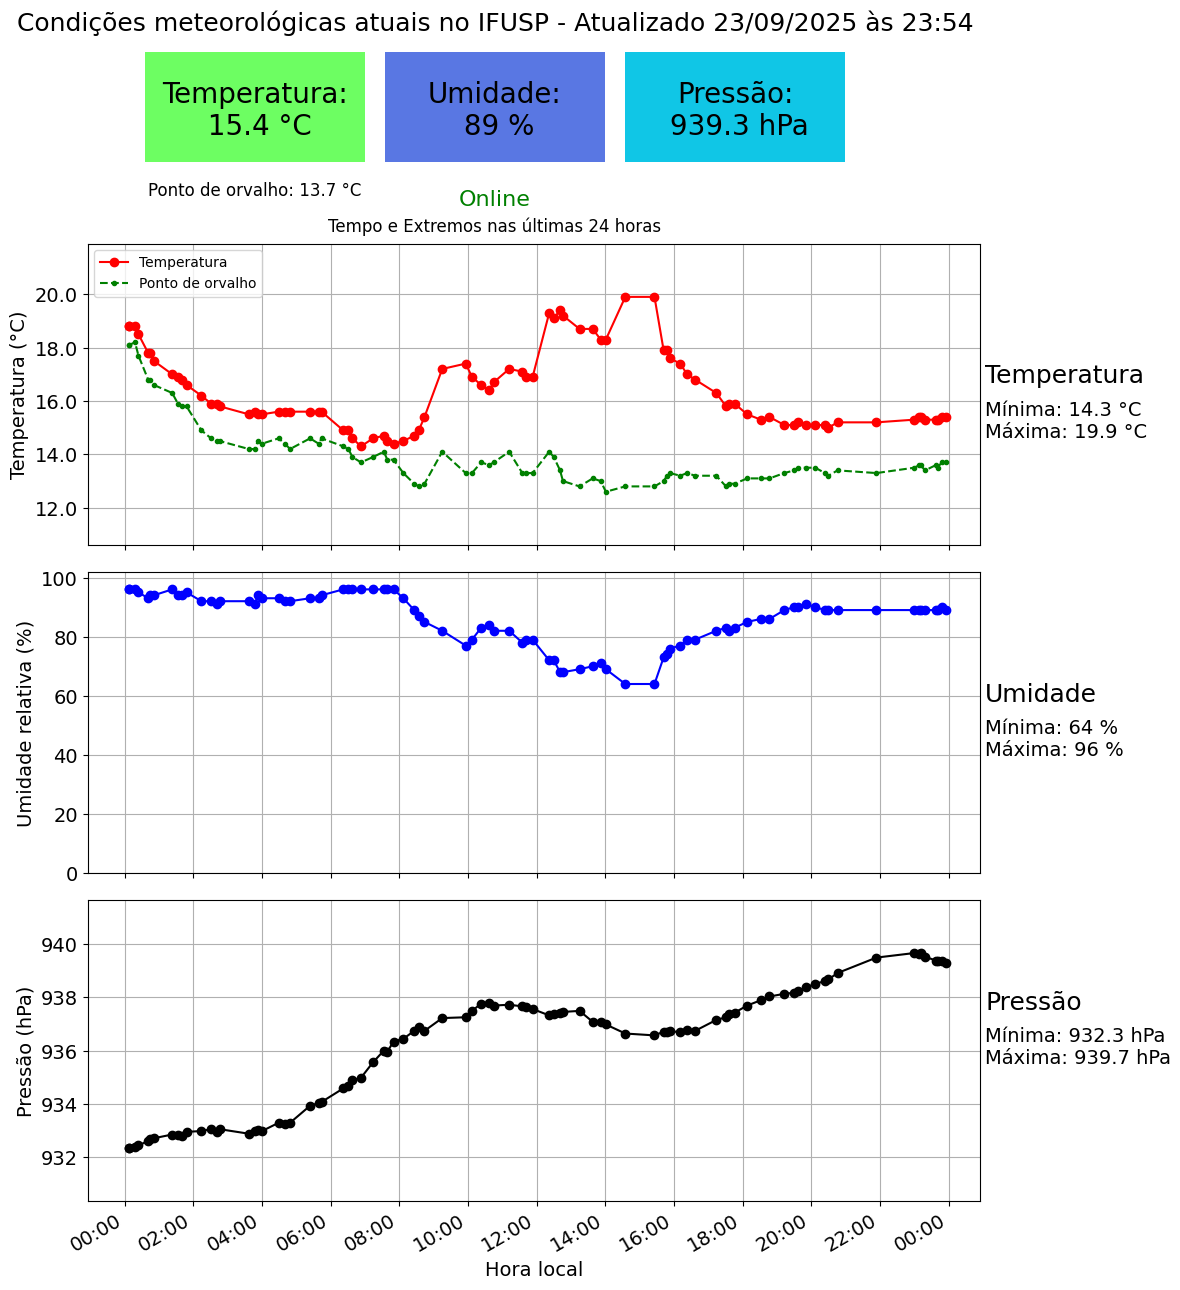 Condições meteorológicas atuais no IFUSP - Atualizado 23/09/2025 às 23:54
Temperatura:
15.4 °C
Umidade:
89 %
Pressão:
939.3 hPa
Ponto de orvalho: 13.7 °C
Online
Tempo e Extremos nas últimas 24 horas
Temperatura
Ponto de orvalho
Temperatura (°C)
20.0
18.0
16.0
14.0
12.0
Temperatura
Mínima: 14.3 °C
Máxima: 19.9 °C
Umidade relativa (%)
100
80
60
40
20
0
Umidade
Mínima: 64 %
Máxima: 96 %
Pressão (hPa)
940
938
936
934
932
Pressão
Mínima: 932.3 hPa
Máxima: 939.7 hPa
00:00 02:00 04:00 06:00 08:00 10:00 12:00 14:00 16:00 18:00 20:00 22:00 00:00
Hora local